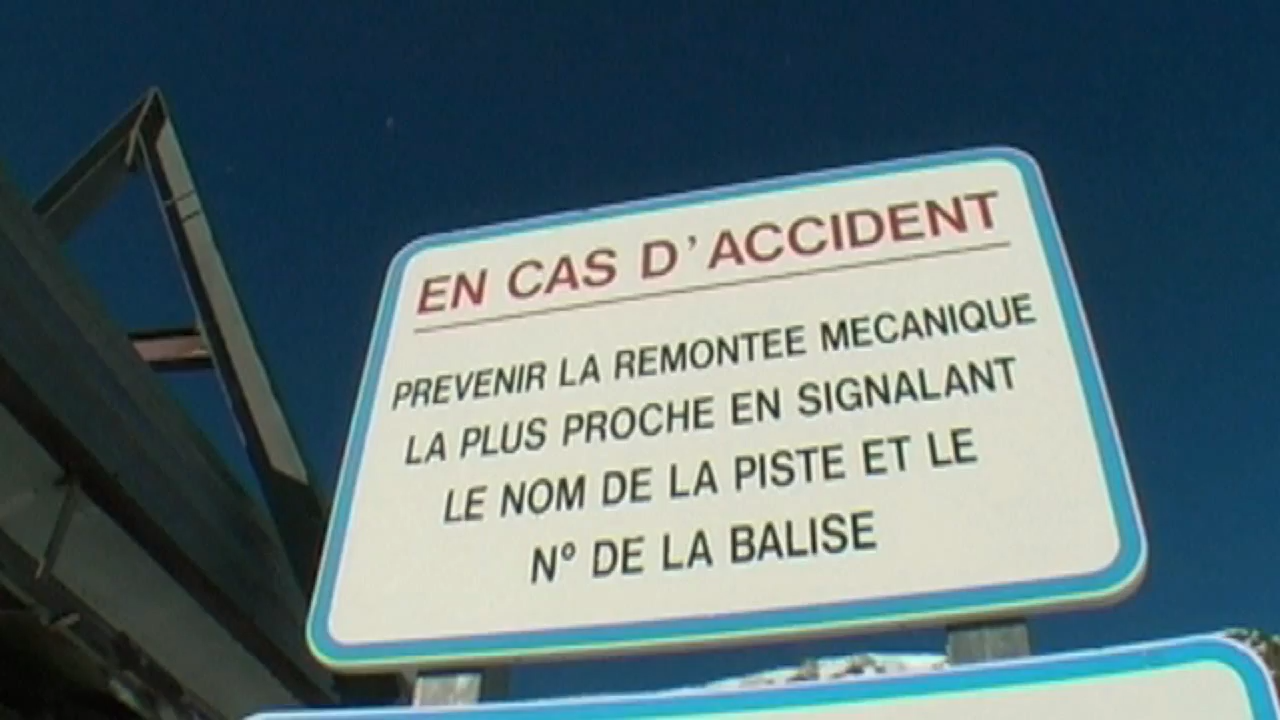 EN CAS D'ACCIDENT
PREVENIR LA REMONTEE MECANIQUE
LA PLUS PROCHE EN SIGNALANT
LE NOM DE LA PISTE ET LE
Nº DE LA BALISE